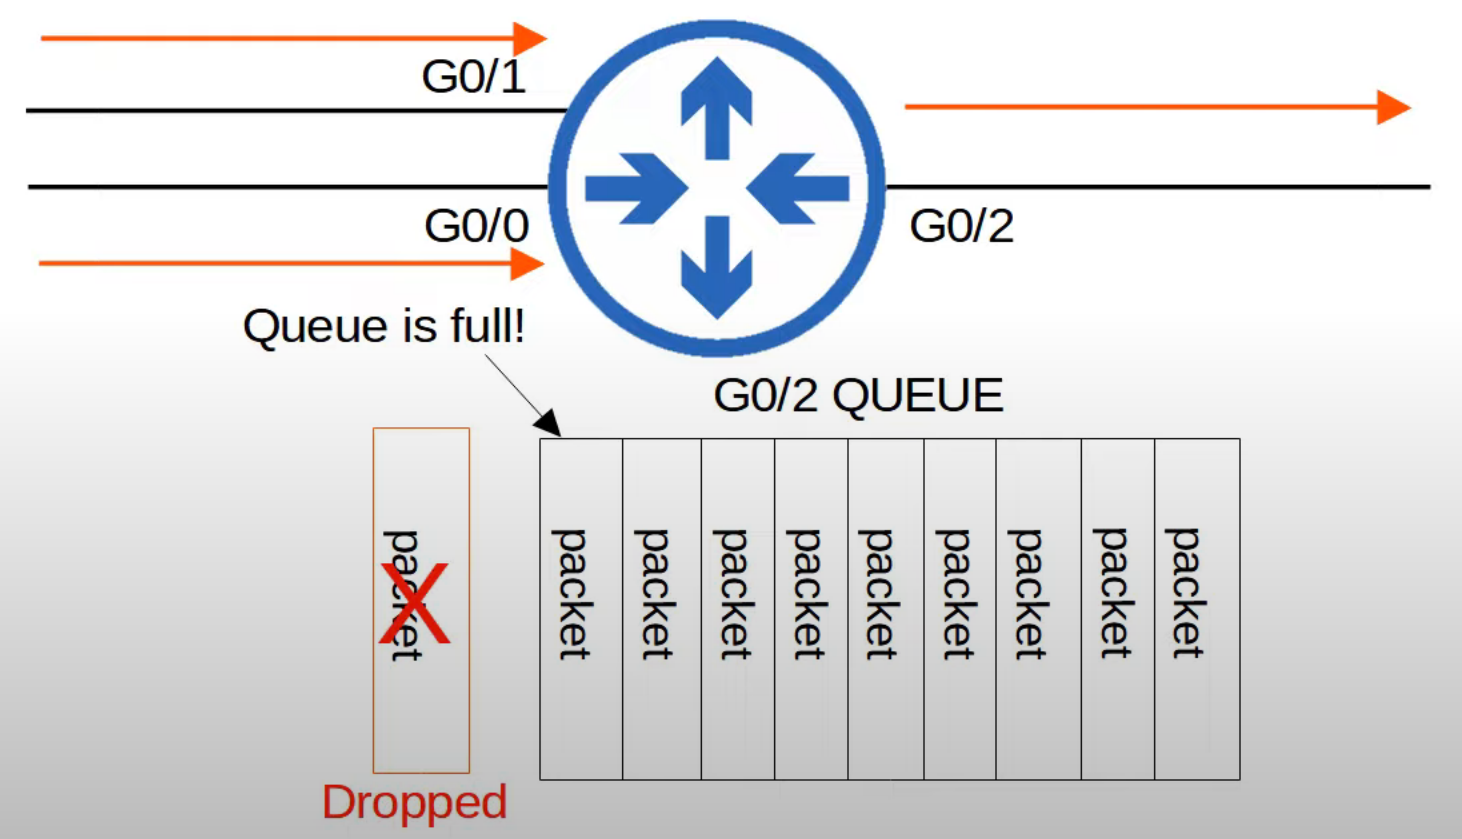 G0/1
G0/0
G0/2
Queue is full!
G0/2 QUEUE
packet
packet
packet
packet
packet
packet
packet
packet
packet
packet
X
Dropped